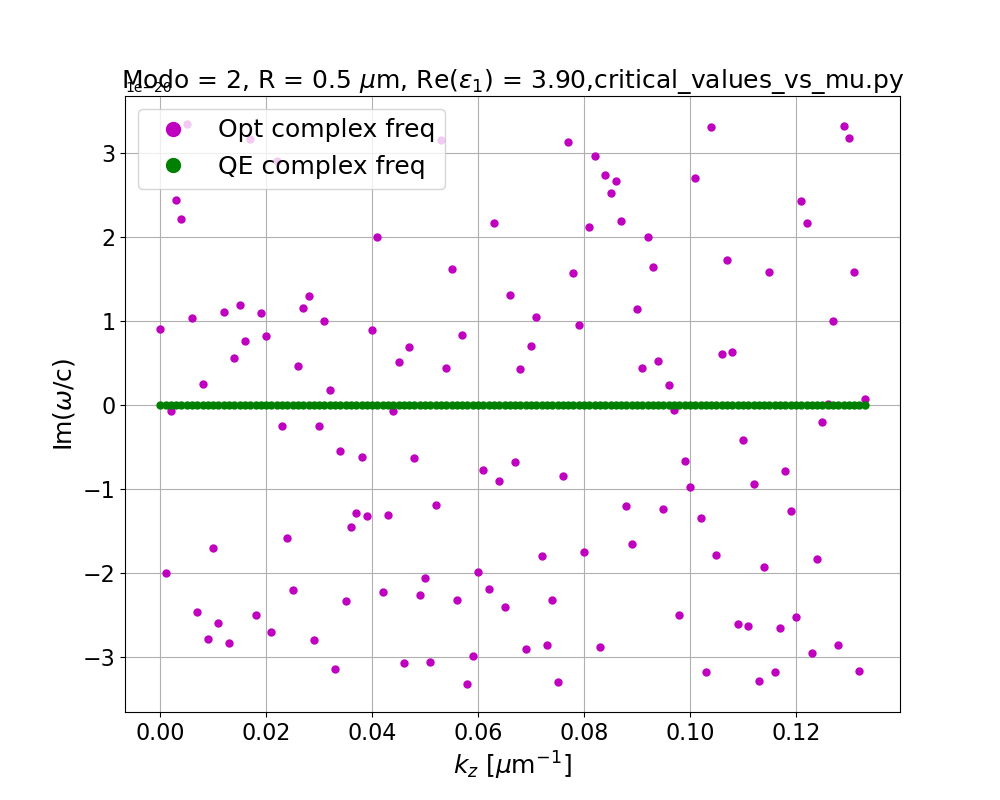 Modo = 2, R = 0.5 μm, Re(ε₁) = 3.90,critical_values_vs_mu.py
1e−20
Opt complex freq
QE complex freq
3
2
1
0
−1
−2
−3
Im(ω/c)
0.00 0.02 0.04 0.06 0.08 0.10 0.12
k_z [μm⁻¹]